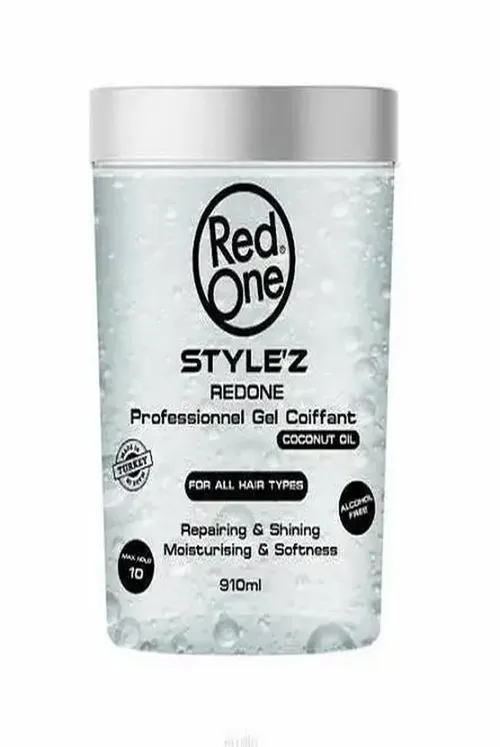 Red
One
STYLE'Z
REDONE
Professionnel Gel Coiffant
COCONUT OIL
MADE IN
TURKEY
FOR ALL HAIR TYPES
ALCOHOL
FREE
Repairing & Shining
Moisturising & Softness
MAX HOLD
10
910ml